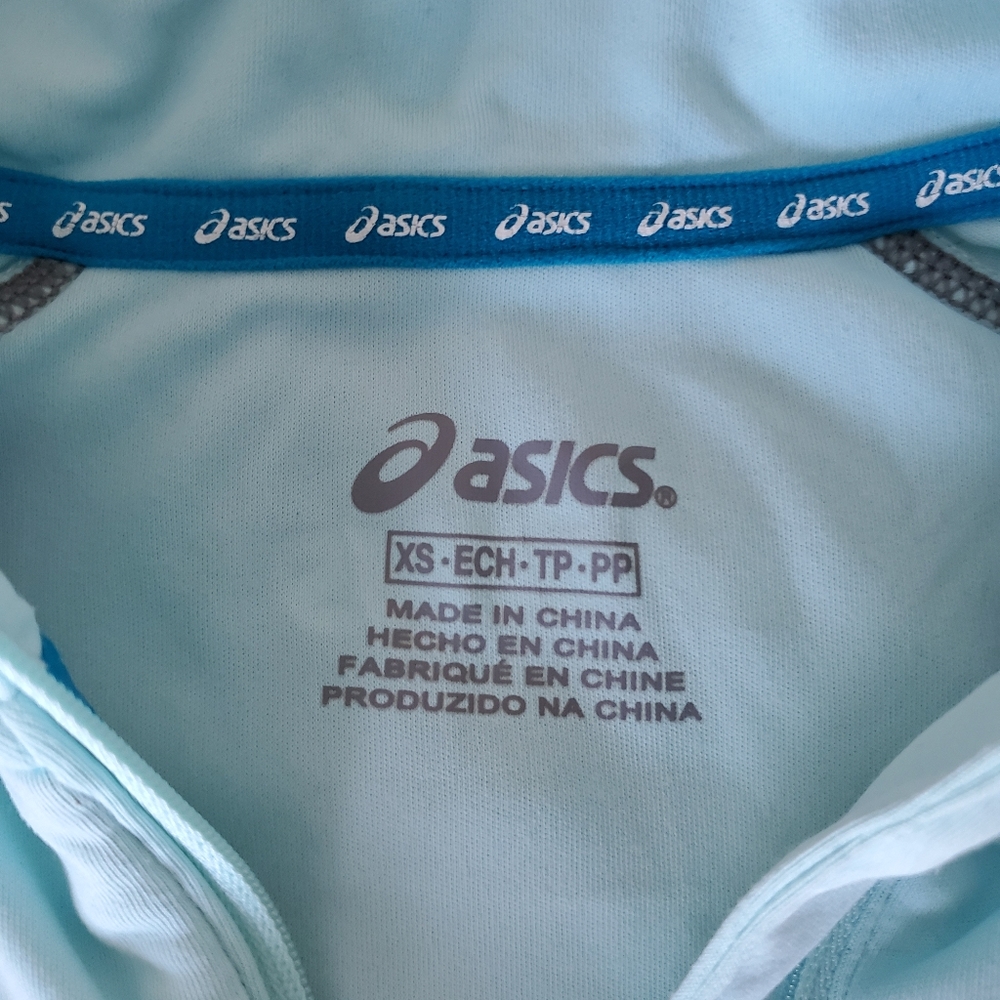 asics asics asics asics asics asics asics
asics®
XS·ECH·TP·PP
MADE IN CHINA
HECHO EN CHINA
FABRIQUÉ EN CHINE
PRODUZIDO NA CHINA